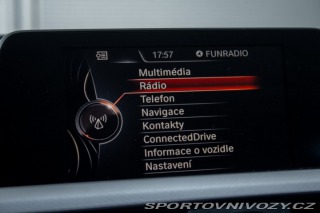 17:57 FUNRADIO
Multimédia
Rádio
Telefon
Navigace
Kontakty
ConnectedDrive
Informace o vozidle
Nastavení
SPORTOVNIVOZY.CZ